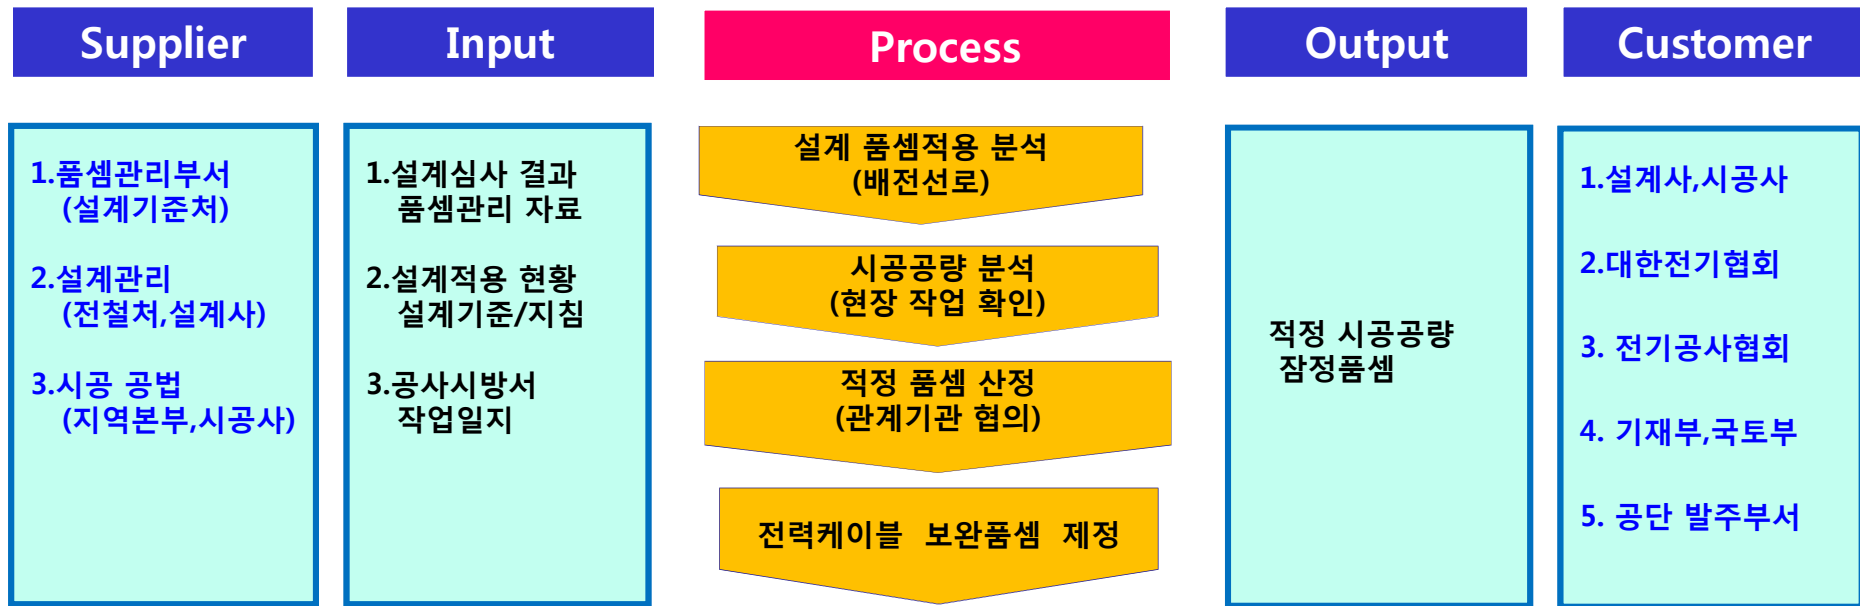 Supplier
Input
Process
Output
Customer
1.품셈관리부서
(설계기준처)
2.설계관리
(전철처,설계사)
3.시공 공법
(지역본부,시공사)
1.설계심사 결과
품셈관리 자료
2.설계적용 현황
설계기준/지침
3.공사시방서
작업일지
설계 품셈적용 분석
(배전선로)
시공공량 분석
(현장 작업 확인)
적정 품셈 산정
(관계기관 협의)
전력케이블 보완품셈 제정
적정 시공공량
잠정품셈
1.설계사,시공사
2.대한전기협회
3. 전기공사협회
4. 기재부,국토부
5. 공단 발주부서